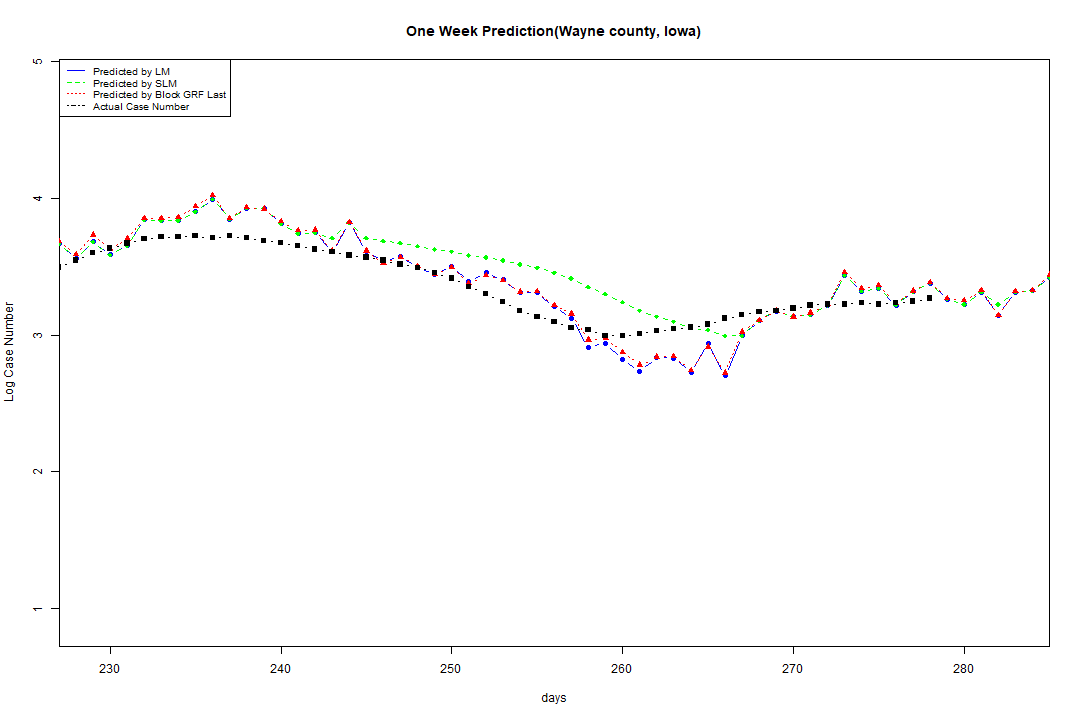 One Week Prediction(Wayne county, Iowa)
Predicted by LM
Predicted by SLM
Predicted by Block GRF Last
Actual Case Number
5
4
3
2
1
Log Case Number
230 240 250 260 270 280
days